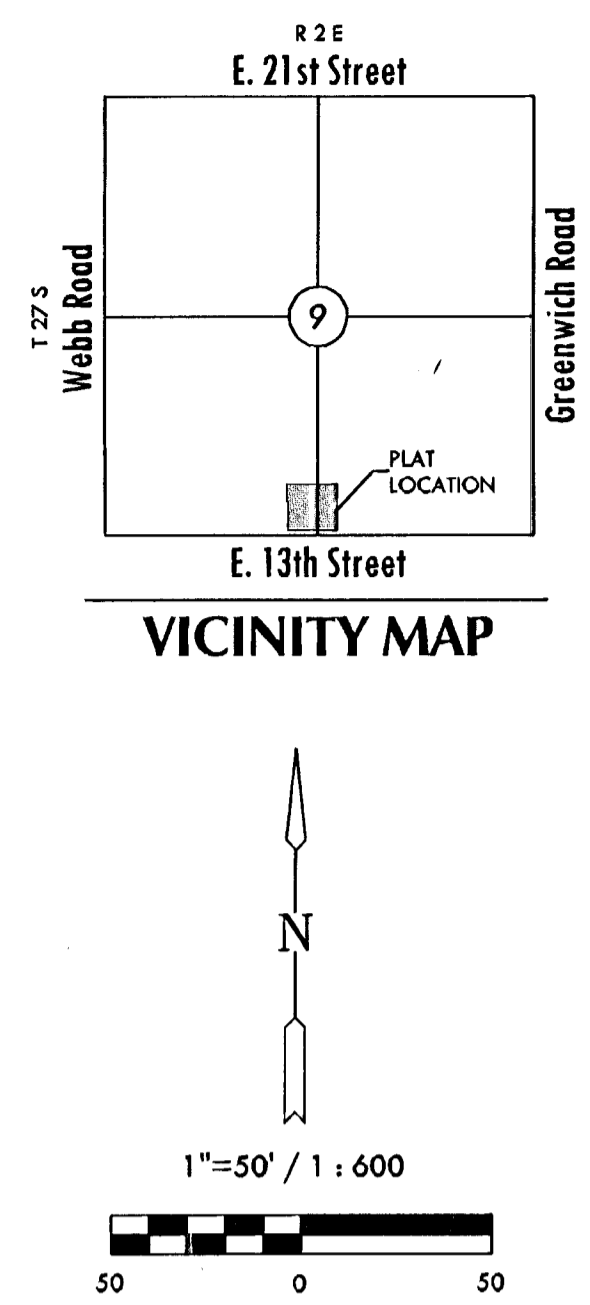 R 2 E
E. 21st Street
T 27 S
Webb Road
Greenwich Road
9
PLAT
LOCATION
E. 13th Street
VICINITY MAP
N
1"=50' / 1 : 600
50 0 50